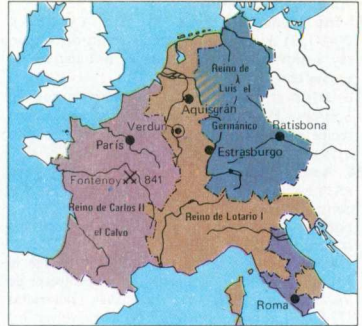 Reino de
Luis el
Germánico
Aquisgrán
Verdún
Ratisbona
París
Estrasburgo
Fontenoy 841
Reino de Carlos II
el Calvo
Reino de Lotario I
Roma